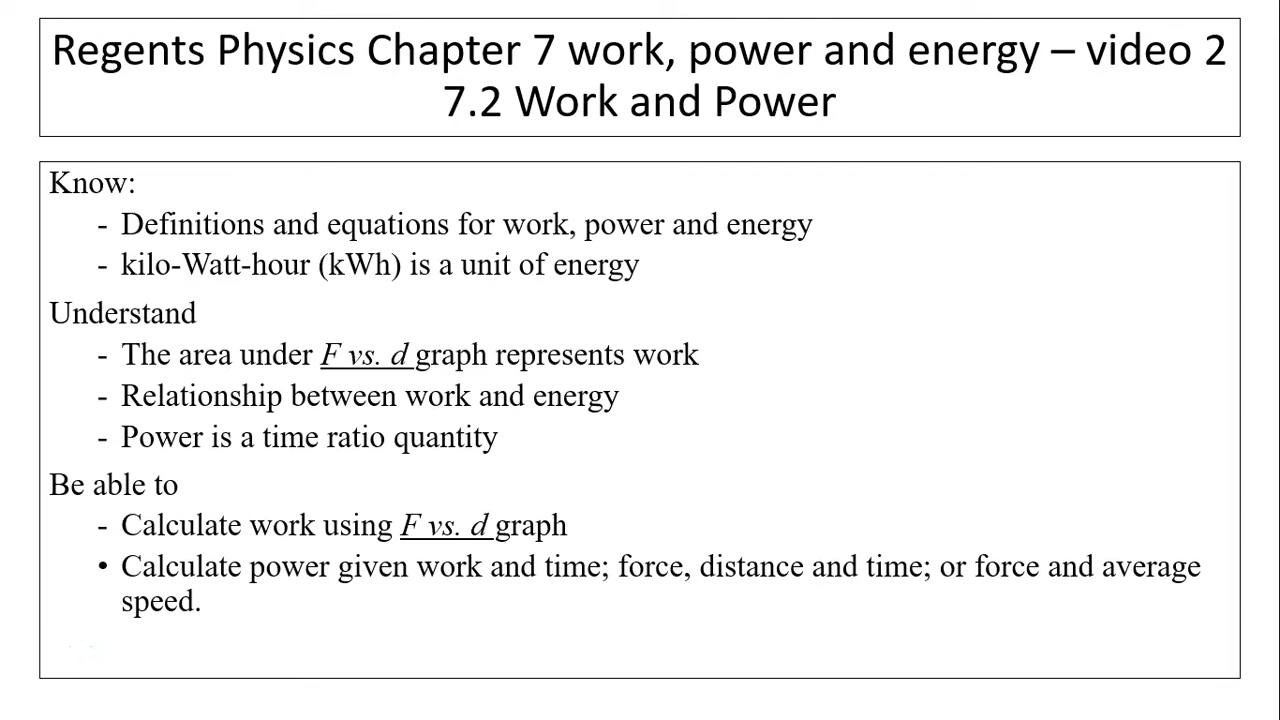 Regents Physics Chapter 7 work, power and energy – video 2
7.2 Work and Power
Know:
- Definitions and equations for work, power and energy
- kilo-Watt-hour (kWh) is a unit of energy
Understand
- The area under F vs. d graph represents work
- Relationship between work and energy
- Power is a time ratio quantity
Be able to
- Calculate work using F vs. d graph
• Calculate power given work and time; force, distance and time; or force and average
speed.